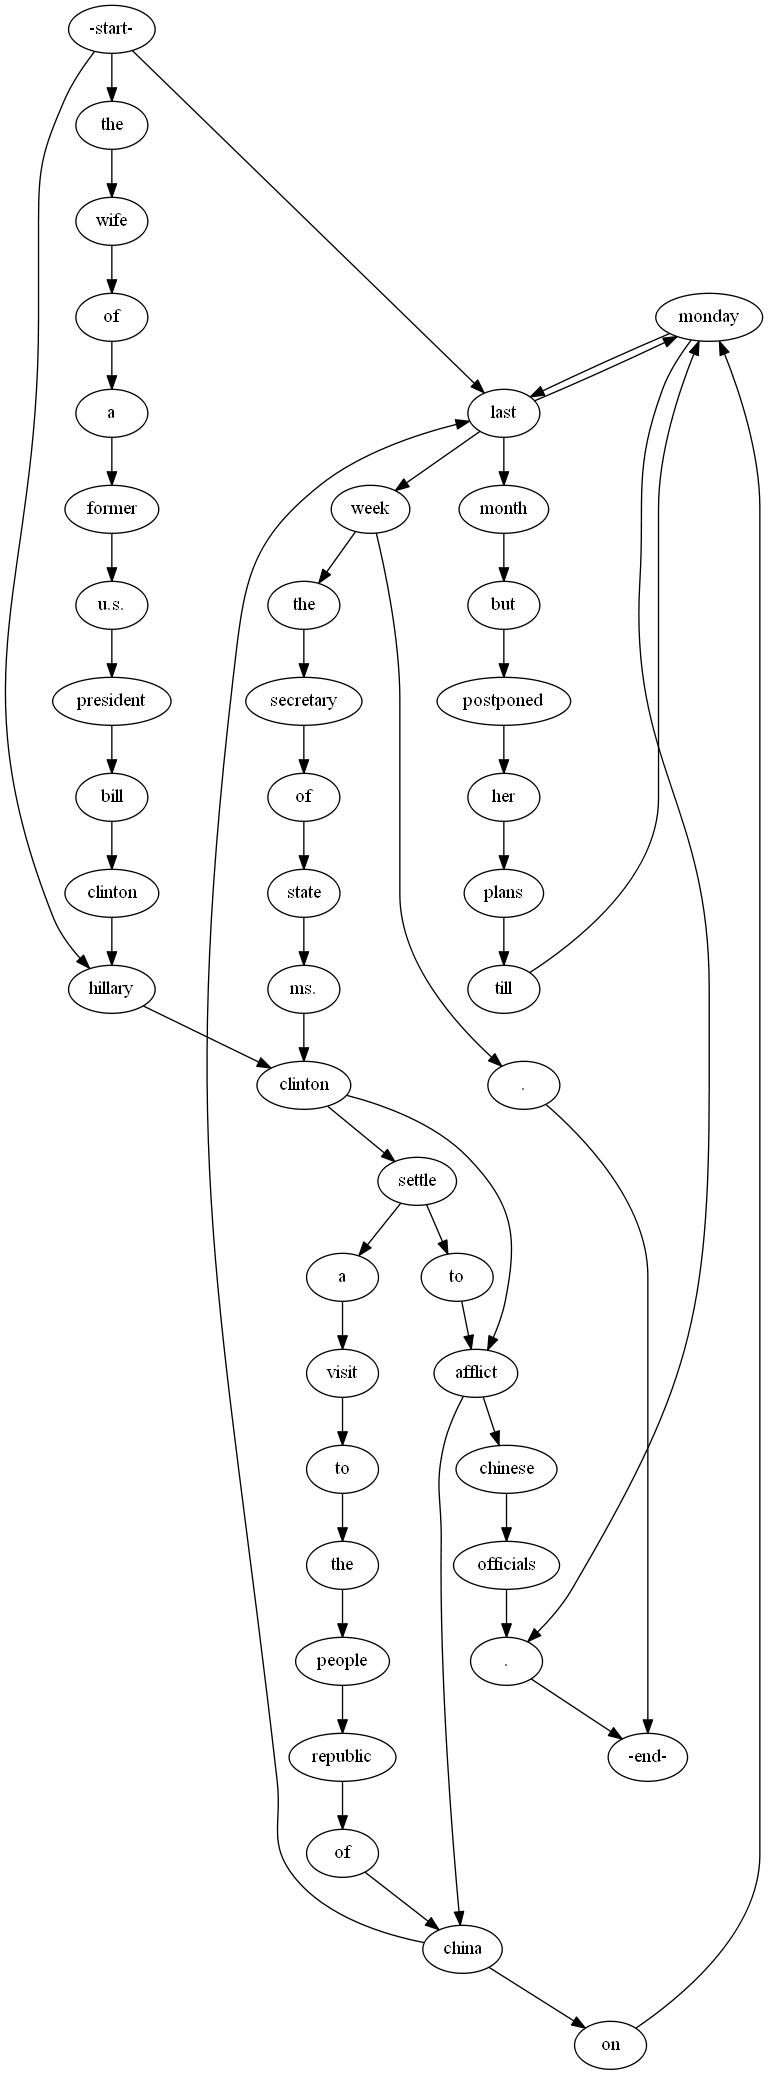 -start-
the
wife
of
monday
a
last
former
week
month
u.s.
the
but
president
secretary
postponed
bill
of
her
clinton
state
plans
hillary
ms.
till
clinton
.
settle
a
to
visit
afflict
to
chinese
the
officials
people
.
republic
-end-
of
china
on